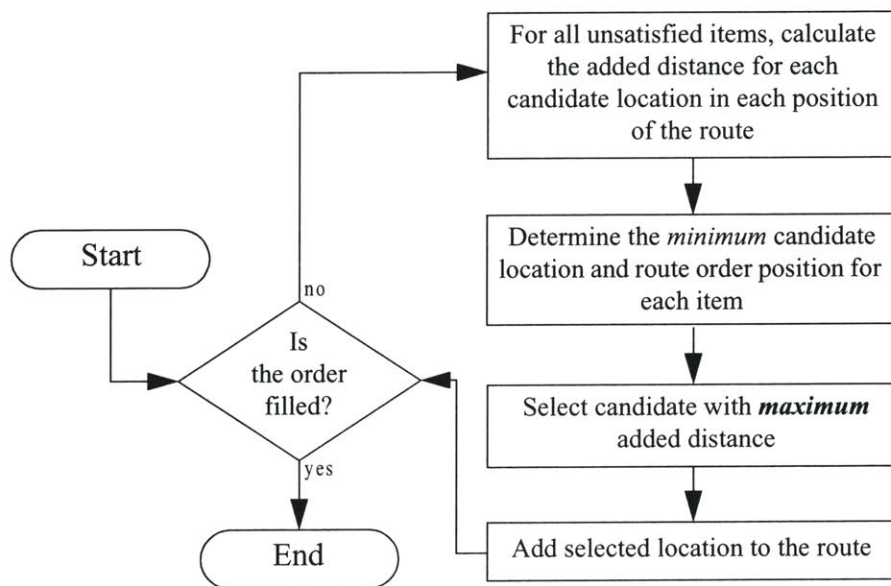 For all unsatisfied items, calculate
the added distance for each
candidate location in each position
of the route
Start
Determine the minimum candidate
location and route order position for
each item
no
Is
the order
filled?
Select candidate with maximum
added distance
yes
End
Add selected location to the route